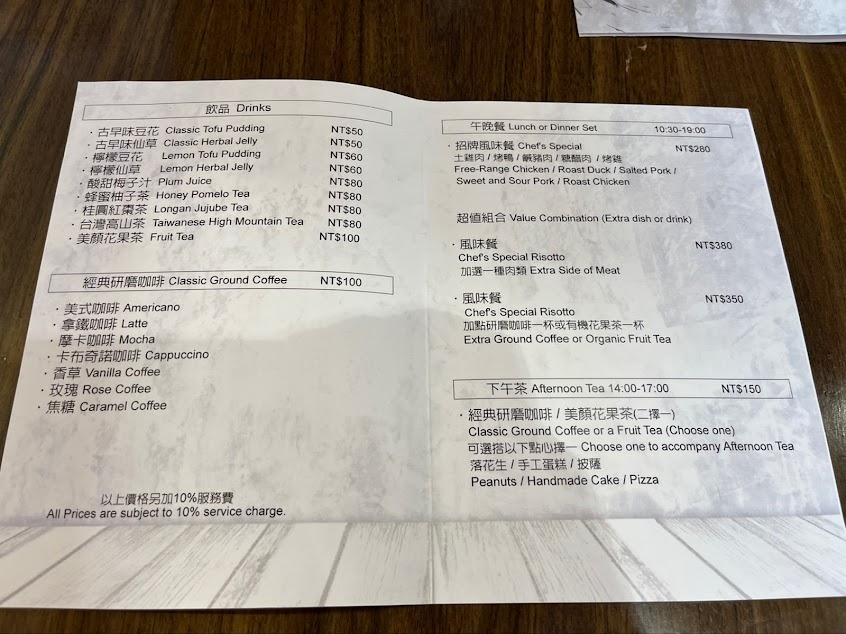 飲品 Drinks
・古早味豆花 Classic Tofu Pudding NT$50
・古早味仙草 Classic Herbal Jelly NT$50
・檸檬豆花 Lemon Tofu Pudding NT$60
・檸檬仙草 Lemon Herbal Jelly NT$60
・酸甜梅子汁 Plum Juice NT$80
・蜂蜜柚子茶 Honey Pomelo Tea NT$80
・桂圓紅棗茶 Longan Jujube Tea NT$80
・台灣高山茶 Taiwanese High Mountain Tea NT$80
・美顏花果茶 Fruit Tea NT$100
經典研磨咖啡 Classic Ground Coffee NT$100
・美式咖啡 Americano
・拿鐵咖啡 Latte
・摩卡咖啡 Mocha
・卡布奇諾咖啡 Cappuccino
・香草 Vanilla Coffee
・玫瑰 Rose Coffee
・焦糖 Caramel Coffee
以上價格另加10%服務費
All Prices are subject to 10% service charge.
午晚餐 Lunch or Dinner Set 10:30-19:00
・招牌風味餐 Chef's Special NT$280
土雞肉 / 烤鴨 / 鹹豬肉 / 糖醋肉 / 烤雞
Free-Range Chicken / Roast Duck / Salted Pork /
Sweet and Sour Pork / Roast Chicken
超值組合 Value Combination (Extra dish or drink)
・風味餐 NT$380
Chef's Special Risotto
加選一種肉類 Extra Side of Meat
・風味餐 NT$350
Chef's Special Risotto
加點研磨咖啡一杯或有機花果茶一杯
Extra Ground Coffee or Organic Fruit Tea
下午茶 Afternoon Tea 14:00-17:00 NT$150
・經典研磨咖啡 / 美顏花果茶(二擇一)
Classic Ground Coffee or a Fruit Tea (Choose one)
可選搭以下點心擇一 Choose one to accompany Afternoon Tea
落花生 / 手工蛋糕 / 披薩
Peanuts / Handmade Cake / Pizza